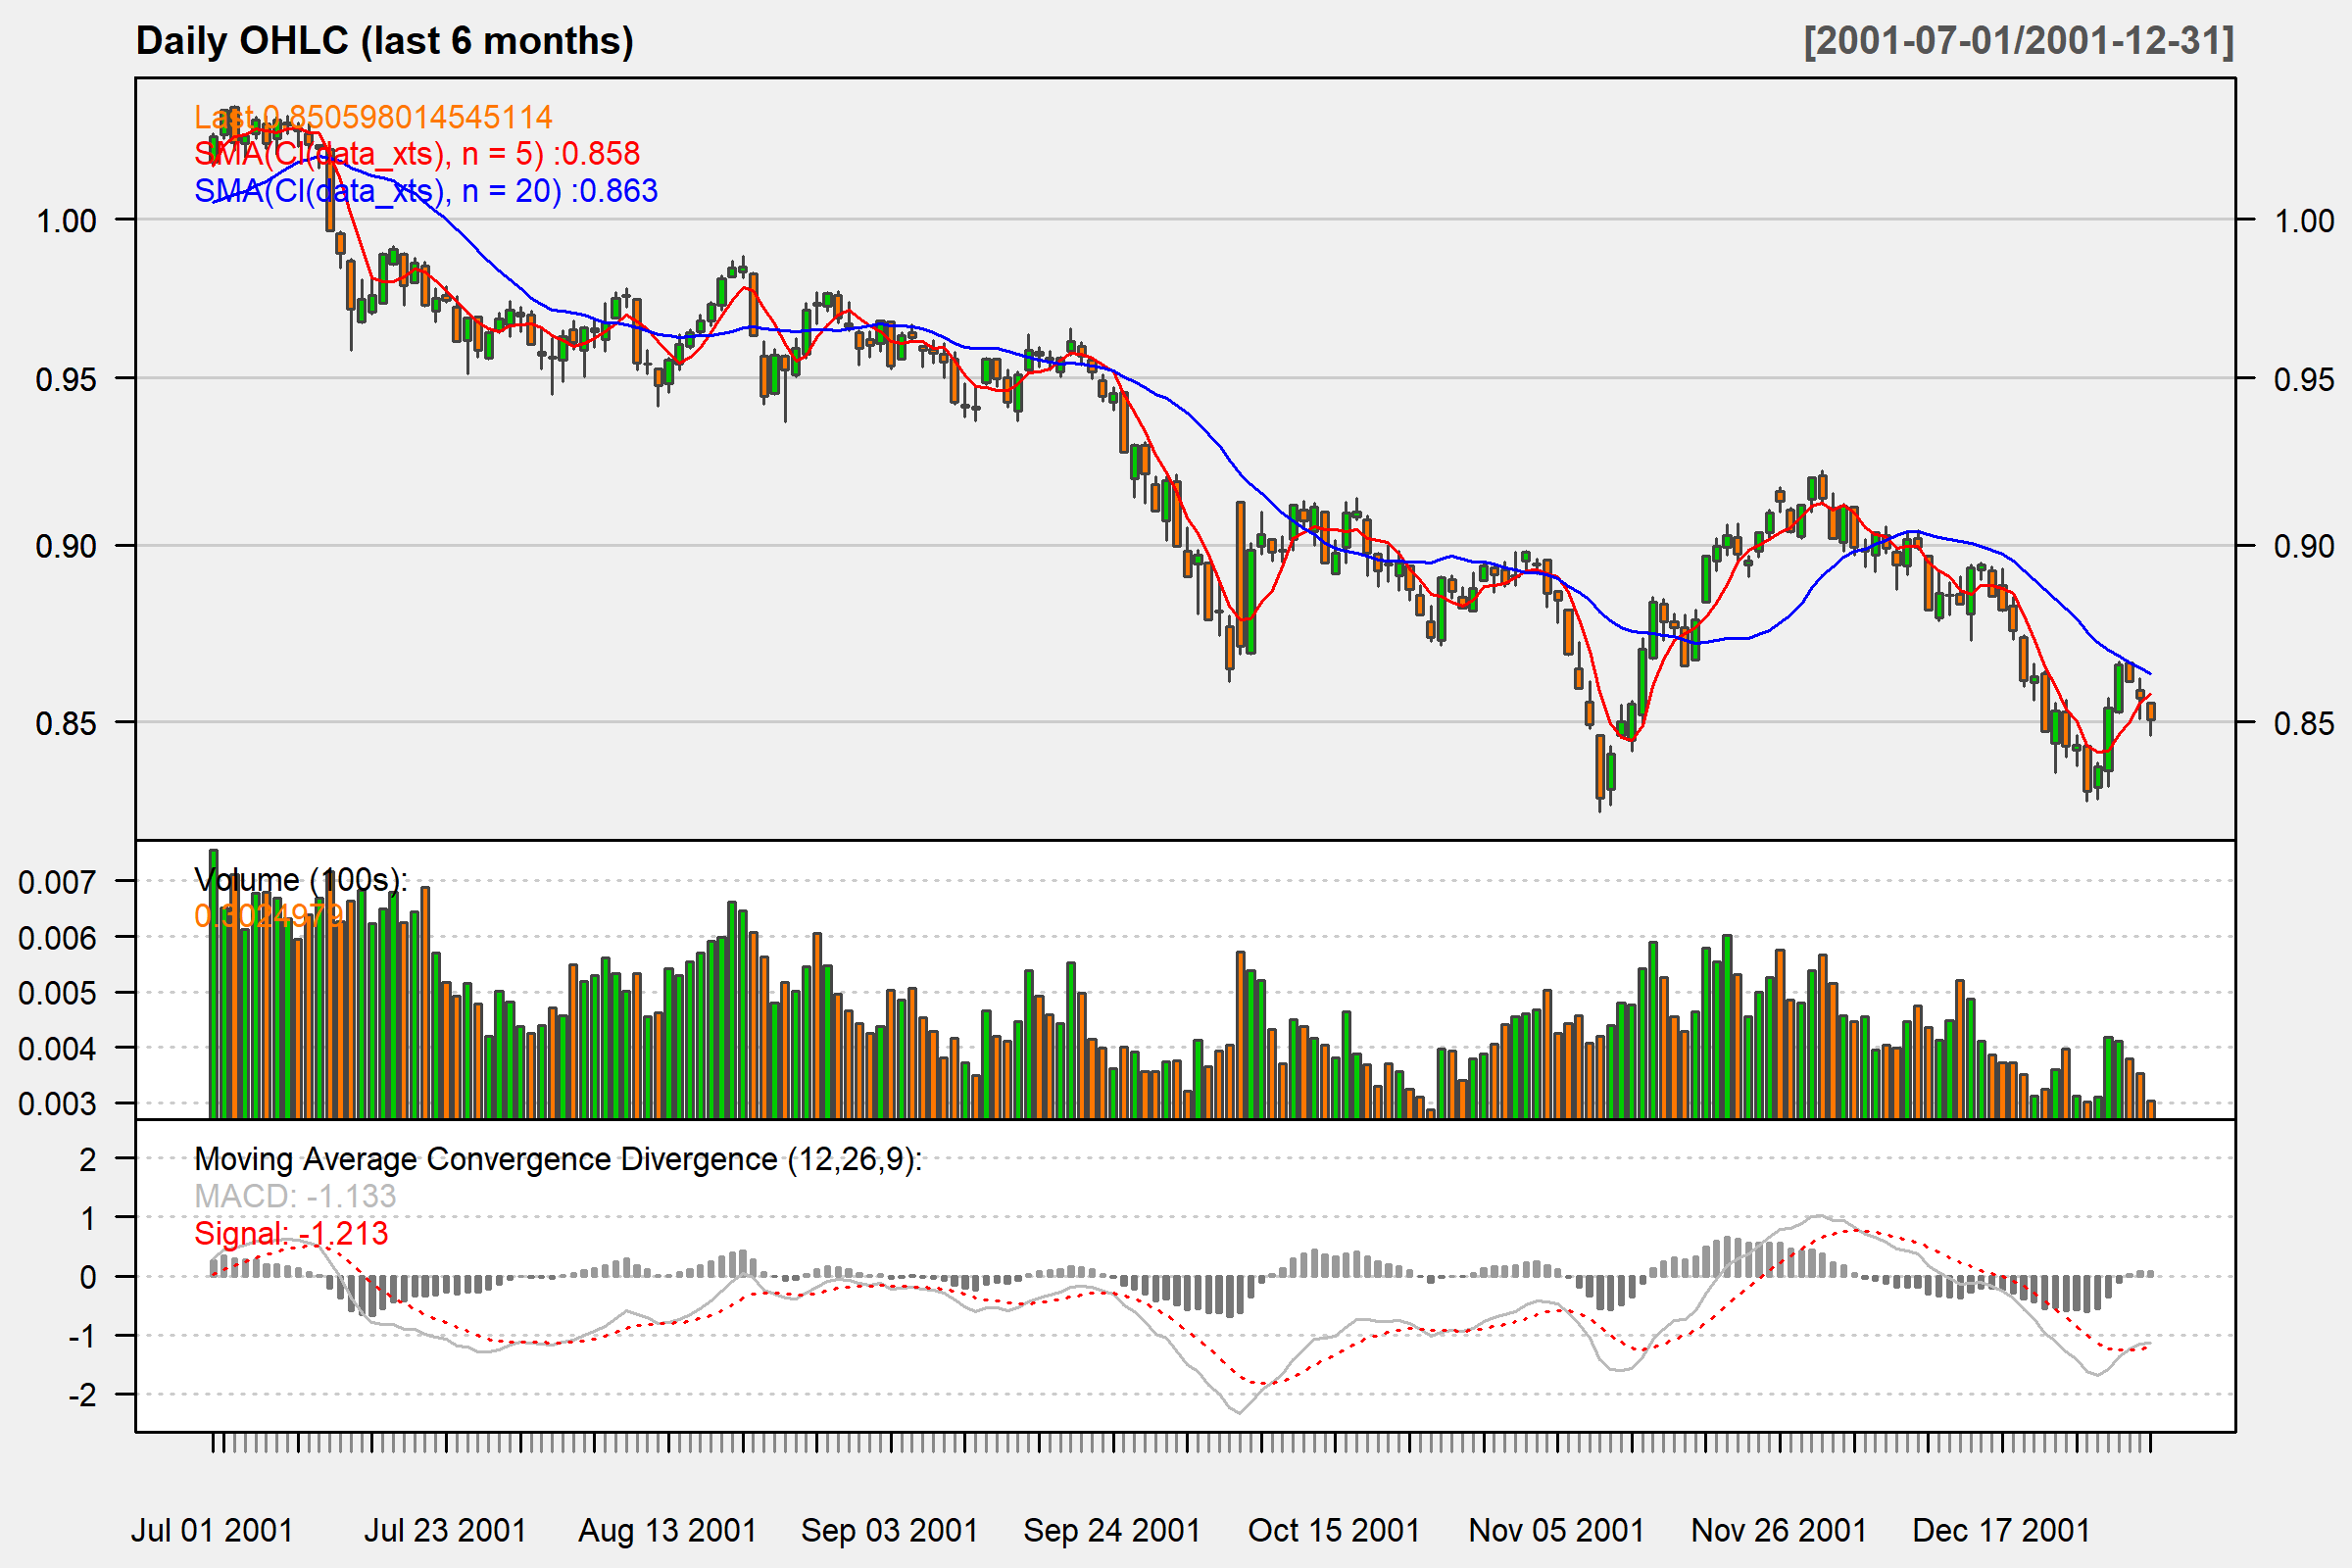 Daily OHLC (last 6 months) [2001-07-01/2001-12-31]
Last 0.850598014545114
SMA(Cl(data_xts), n = 5) :0.858
SMA(Cl(data_xts), n = 20) :0.863
1.00 1.00
0.95 0.95
0.90 0.90
0.85 0.85
Volume (100s):
0.3024979
0.007
0.006
0.005
0.004
0.003
Moving Average Convergence Divergence (12,26,9):
MACD: -1.133
Signal: -1.213
2
1
0
-1
-2
Jul 01 2001 Jul 23 2001 Aug 13 2001 Sep 03 2001 Sep 24 2001 Oct 15 2001 Nov 05 2001 Nov 26 2001 Dec 17 2001